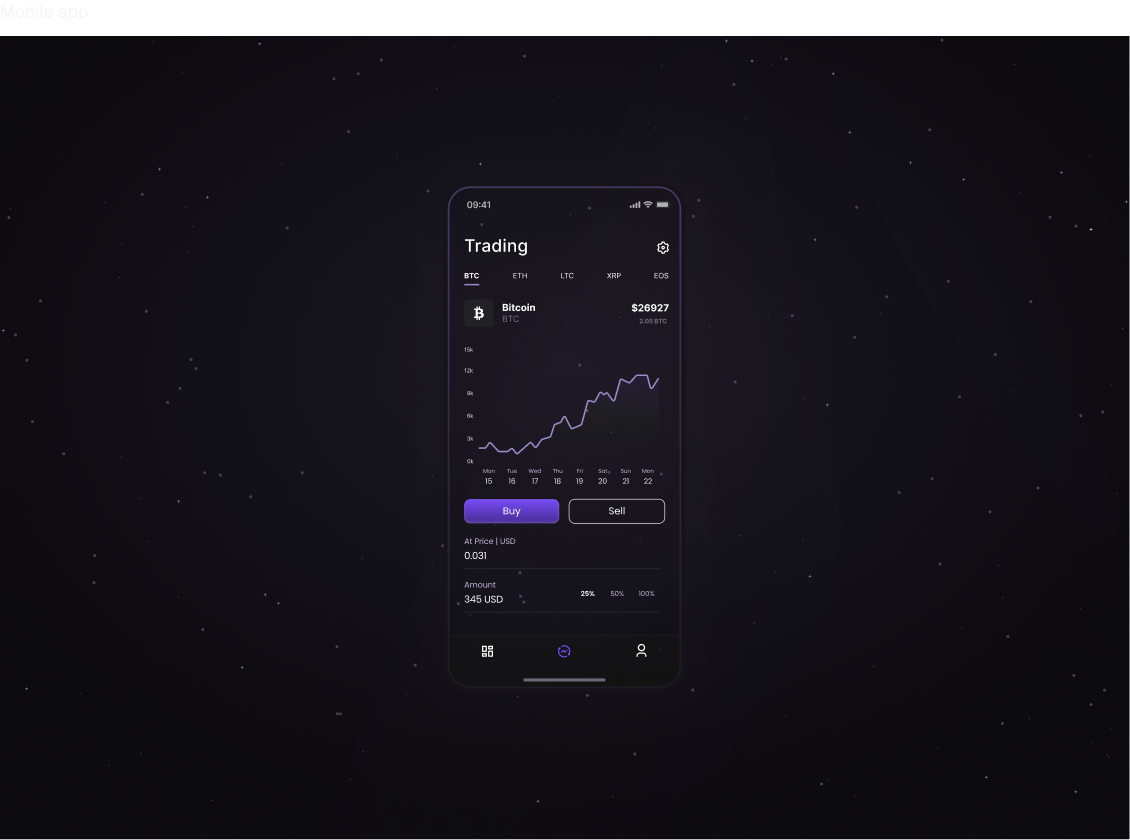 Mobile app
09:41
Trading
BTC ETH LTC XRP EOS
Bitcoin $26927
BTC 2.05 BTC
15k
12k
9k
6k
3k
0k
Mon Tue Wed Thu Fri Sat Sun Mon
15 16 17 18 19 20 21 22
Buy Sell
At Price | USD
0.031
Amount
345 USD 25% 50% 100%